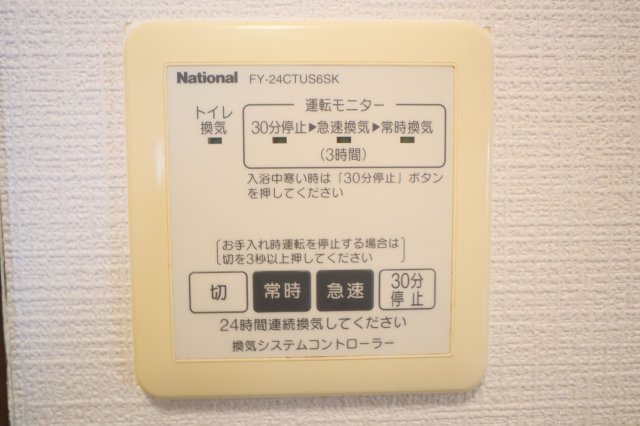 National FY-24CTUS6SK
トイレ
換気
運転モニター
30分停止▶急速換気▶常時換気
(3時間)
入浴中寒い時は「30分停止」ボタン
を押してください
お手入れ時運転を停止する場合は
切を3秒以上押してください
切 常時 急速 30分
停止
24時間連続換気してください
換気システムコントローラー